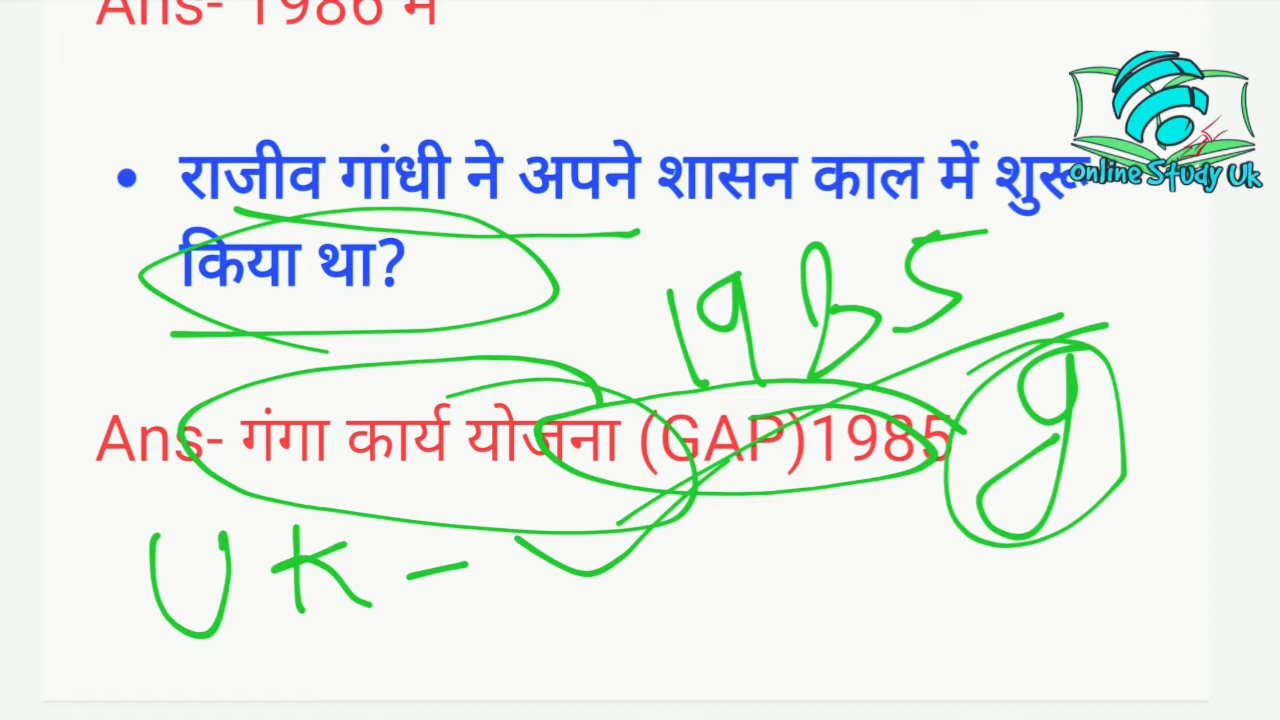 Ans- 1986 में
• राजीव गांधी ने अपने शासन काल में शुरू
Online Study Uk
किया था?
1985
Ans- गंगा कार्य योजना (GAP)1985
g
UK -